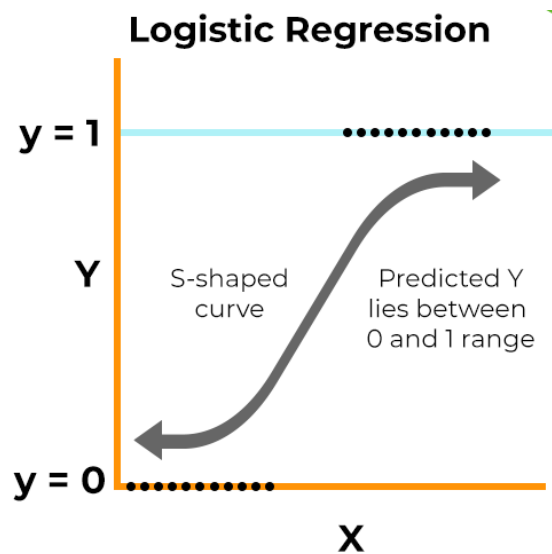 Logistic Regression
y = 1
Y
S-shaped
curve
Predicted Y
lies between
0 and 1 range
y = 0
X